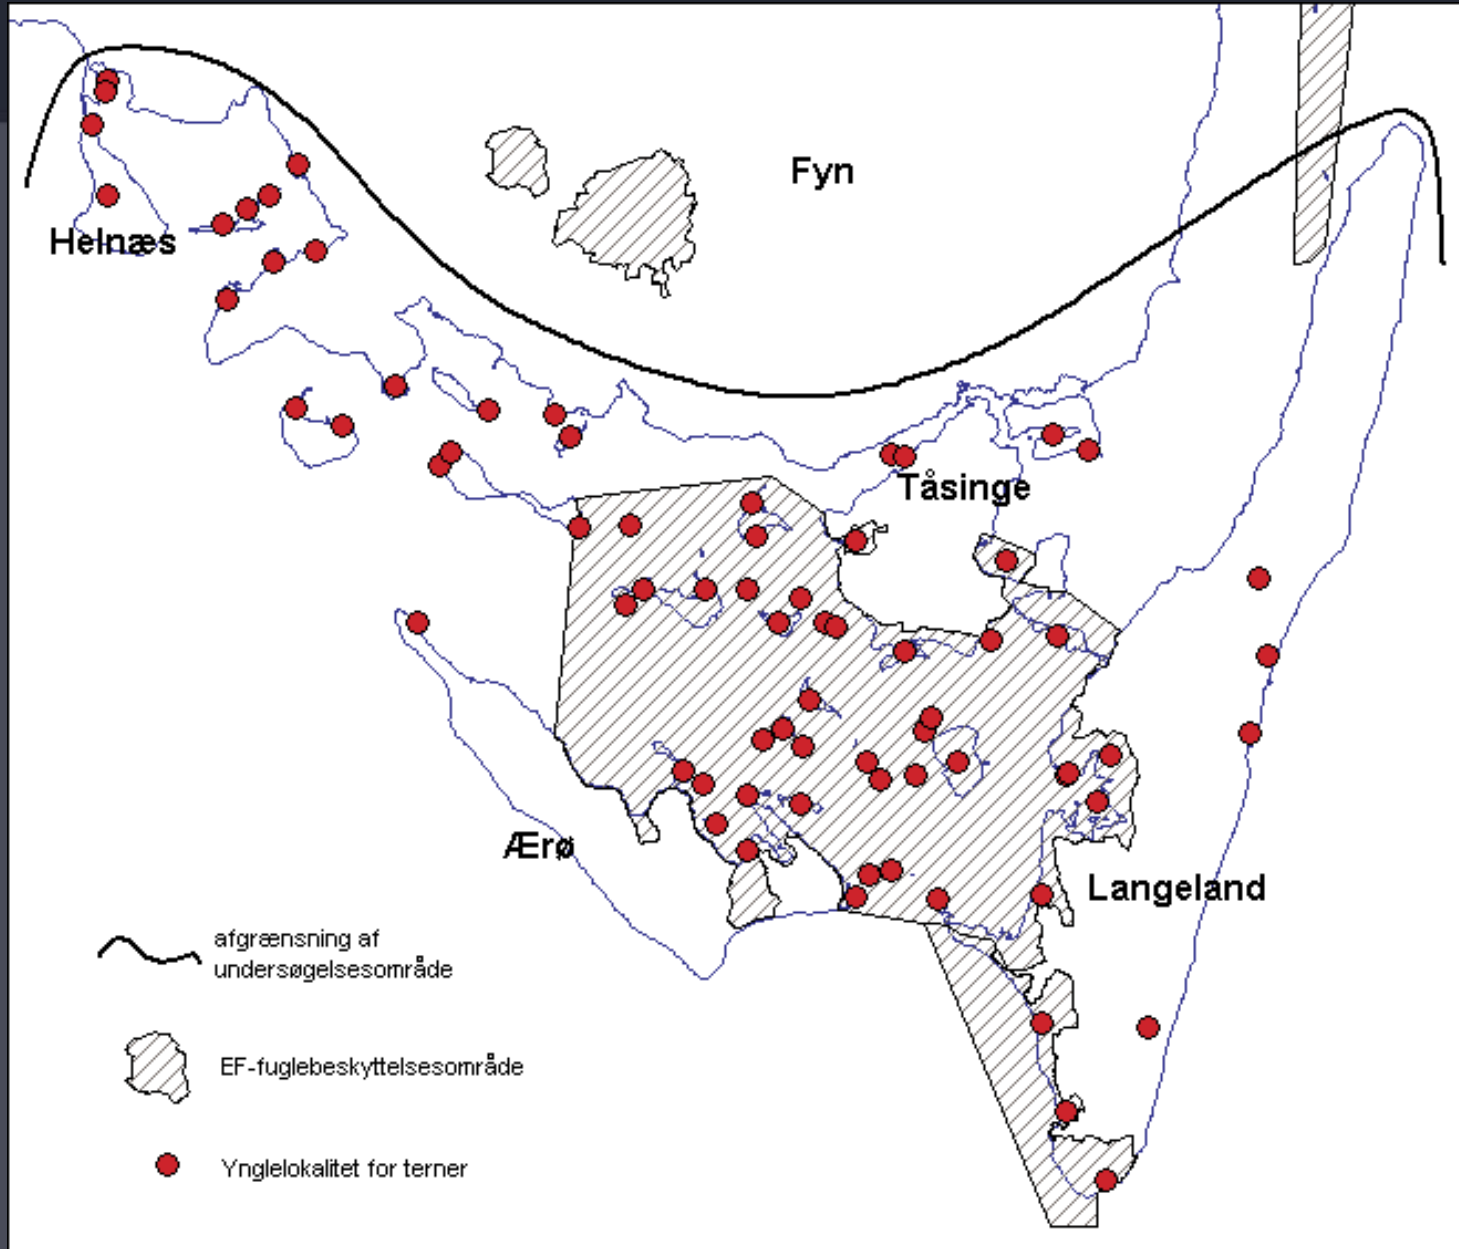 Fyn
Helnæs
Tåsinge
Ærø
Langeland
afgrænsning af
undersøgelsesområde
EF-fuglebeskyttelsesområde
Ynglelokalitet for terner